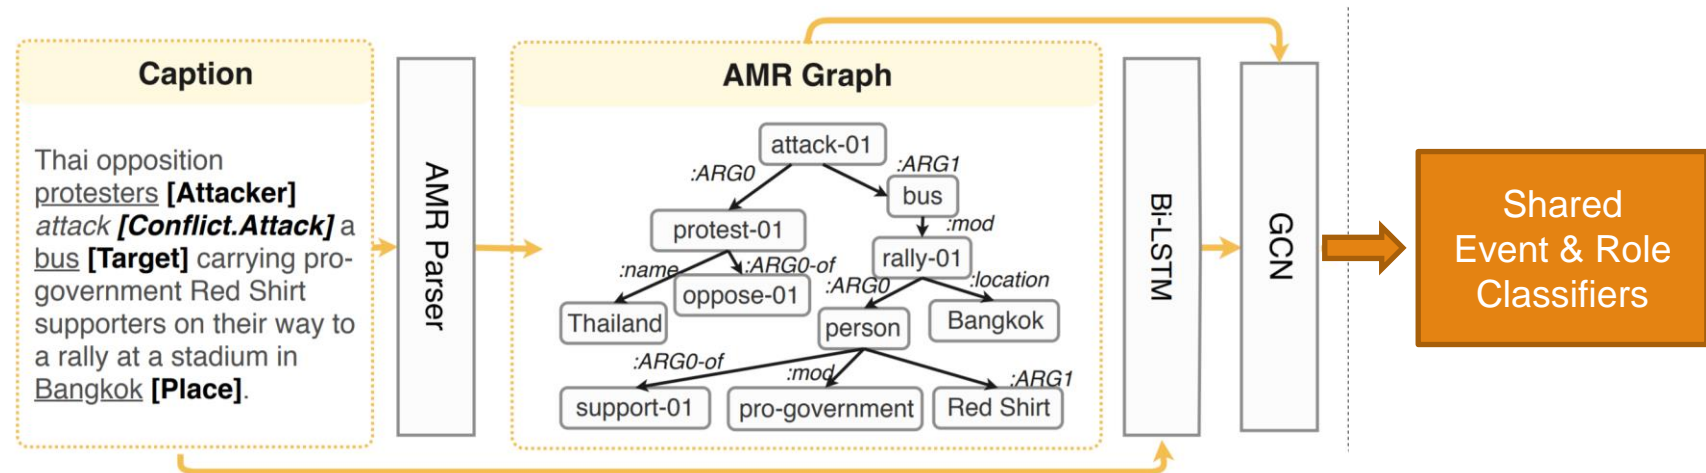 Caption
Thai opposition
protesters [Attacker]
attack [Conflict.Attack] a
bus [Target] carrying pro-
government Red Shirt
supporters on their way to
a rally at a stadium in
Bangkok [Place].
AMR Parser
AMR Graph
attack-01
:ARG0
:ARG1
bus
protest-01
:mod
:name
:ARG0-of
rally-01
oppose-01
:ARG0
:location
Thailand
person
Bangkok
:ARG0-of
:mod
:ARG1
support-01
pro-government
Red Shirt
Bi-LSTM
GCN
Shared
Event & Role
Classifiers